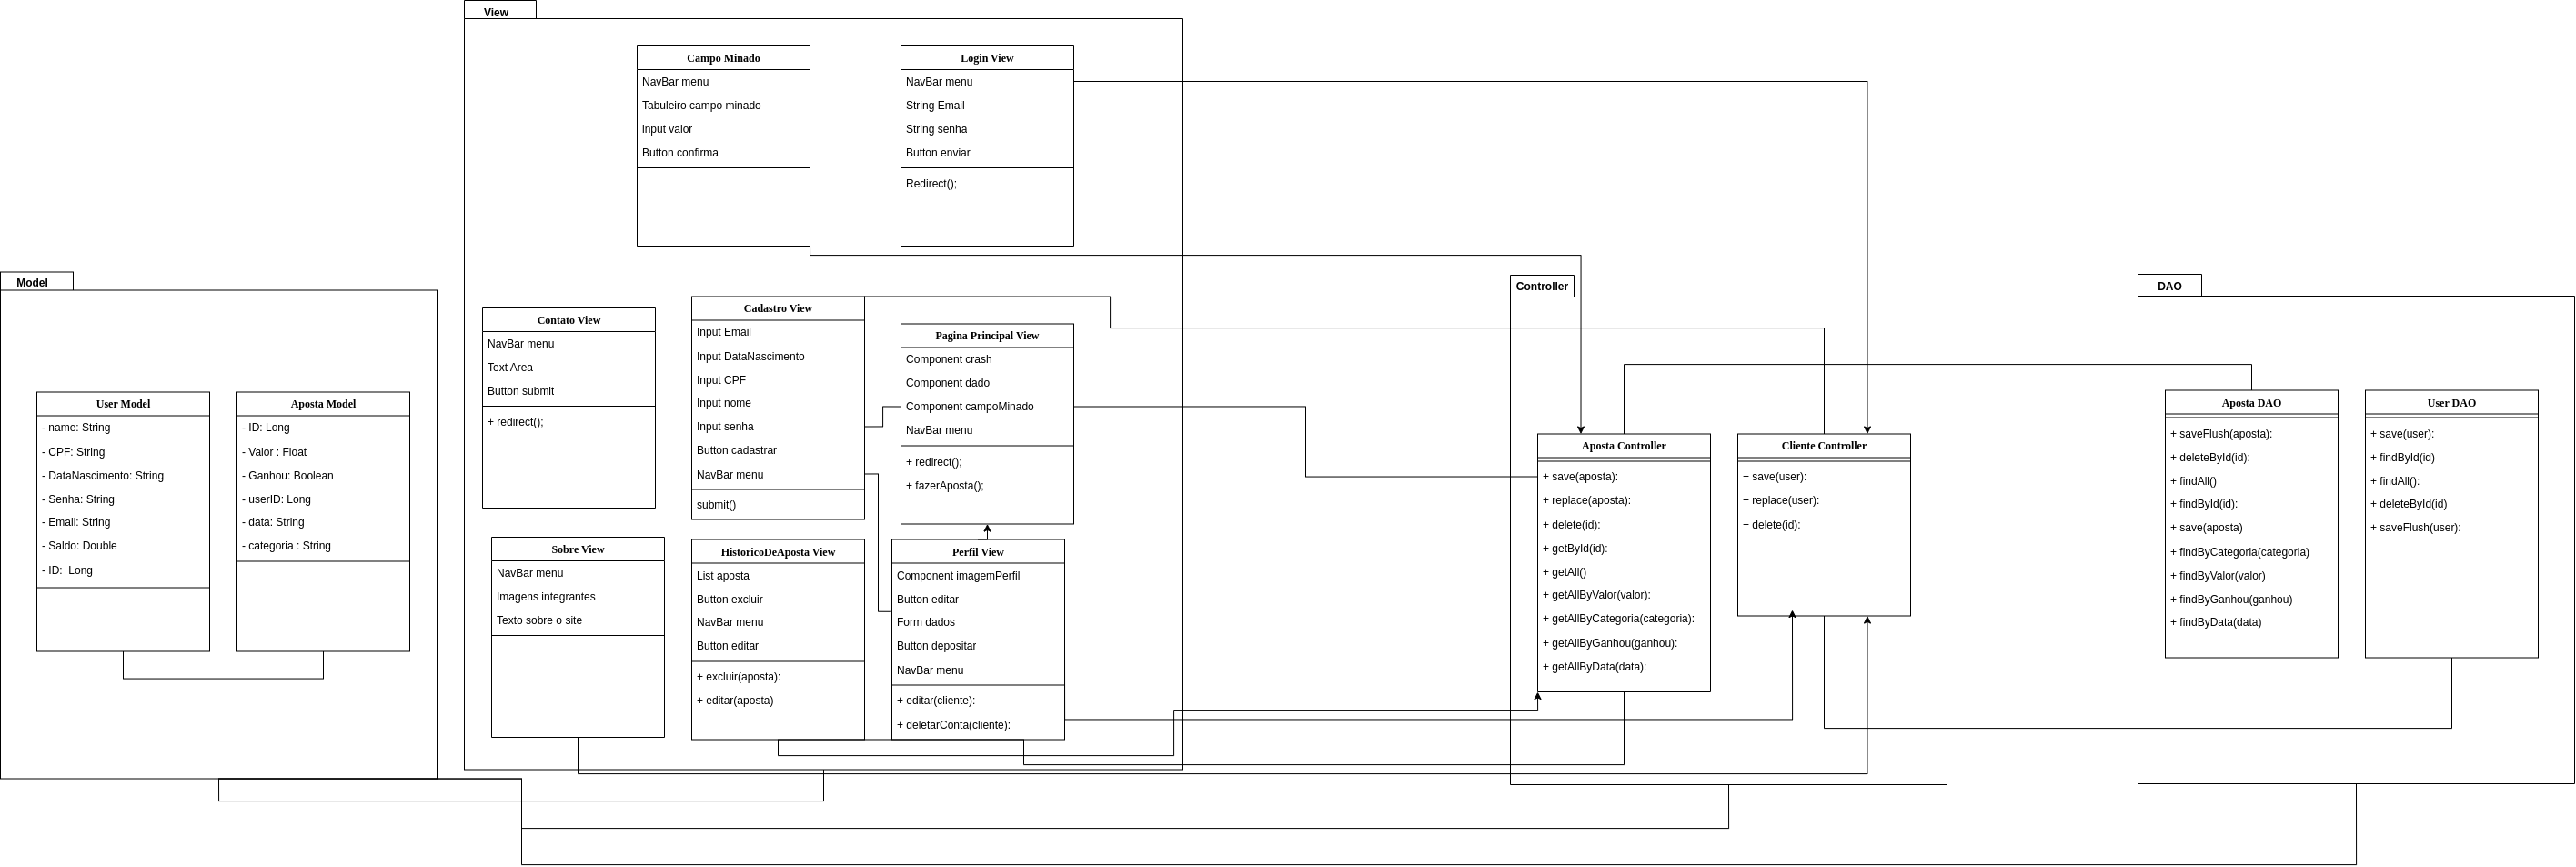 View
Campo Minado
NavBar menu
Tabuleiro campo minado
input valor
Button confirma
Login View
NavBar menu
String Email
String senha
Button enviar
Redirect();
Model
User Model
- name: String
- CPF: String
- DataNascimento: String
- Senha: String
- Email: String
- Saldo: Double
- ID:  Long
Aposta Model
- ID: Long
- Valor : Float
- Ganhou: Boolean
- userID: Long
- data: String
- categoria : String
Contato View
NavBar menu
Text Area
Button submit
+ redirect();
Cadastro View
Input Email
Input DataNascimento
Input CPF
Input nome
Input senha
Button cadastrar
NavBar menu
submit()
Pagina Principal View
Component crash
Component dado
Component campoMinado
NavBar menu
+ redirect();
+ fazerAposta();
Sobre View
NavBar menu
Imagens integrantes
Texto sobre o site
HistoricoDeAposta View
List aposta
Button excluir
NavBar menu
Button editar
+ excluir(aposta):
+ editar(aposta)
Perfil View
Component imagemPerfil
Button editar
Form dados
Button depositar
NavBar menu
+ editar(cliente):
+ deletarConta(cliente):
Controller
Aposta Controller
+ save(aposta):
+ replace(aposta):
+ delete(id):
+ getById(id):
+ getAll()
+ getAllByValor(valor):
+ getAllByCategoria(categoria):
+ getAllByGanhou(ganhou):
+ getAllByData(data):
Cliente Controller
+ save(user):
+ replace(user):
+ delete(id):
DAO
Aposta DAO
+ saveFlush(aposta):
+ deleteById(id):
+ findAll()
+ findById(id):
+ save(aposta)
+ findByCategoria(categoria)
+ findByValor(valor)
+ findByGanhou(ganhou)
+ findByData(data)
User DAO
+ save(user):
+ findById(id)
+ findAll():
+ deleteById(id)
+ saveFlush(user):